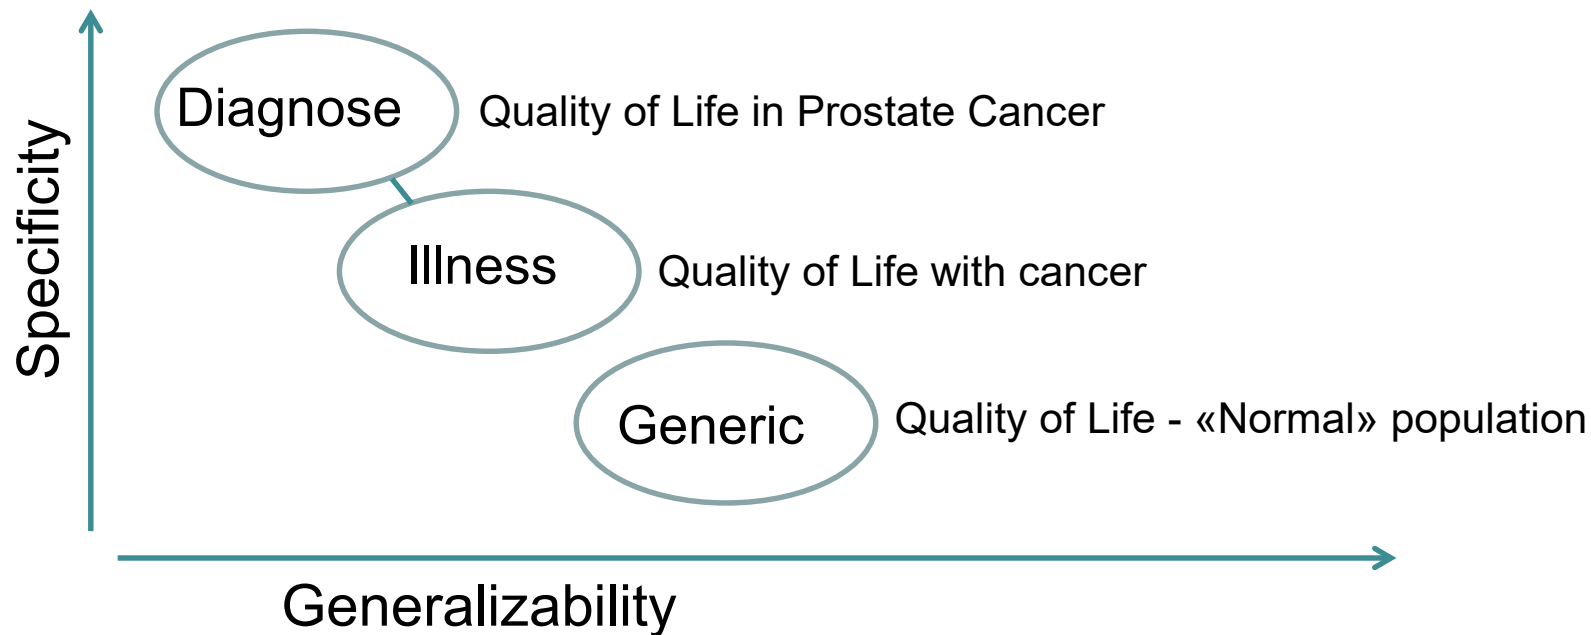 Specificity
Diagnose
Quality of Life in Prostate Cancer
Illness
Quality of Life with cancer
Generic
Quality of Life - «Normal» population
Generalizability